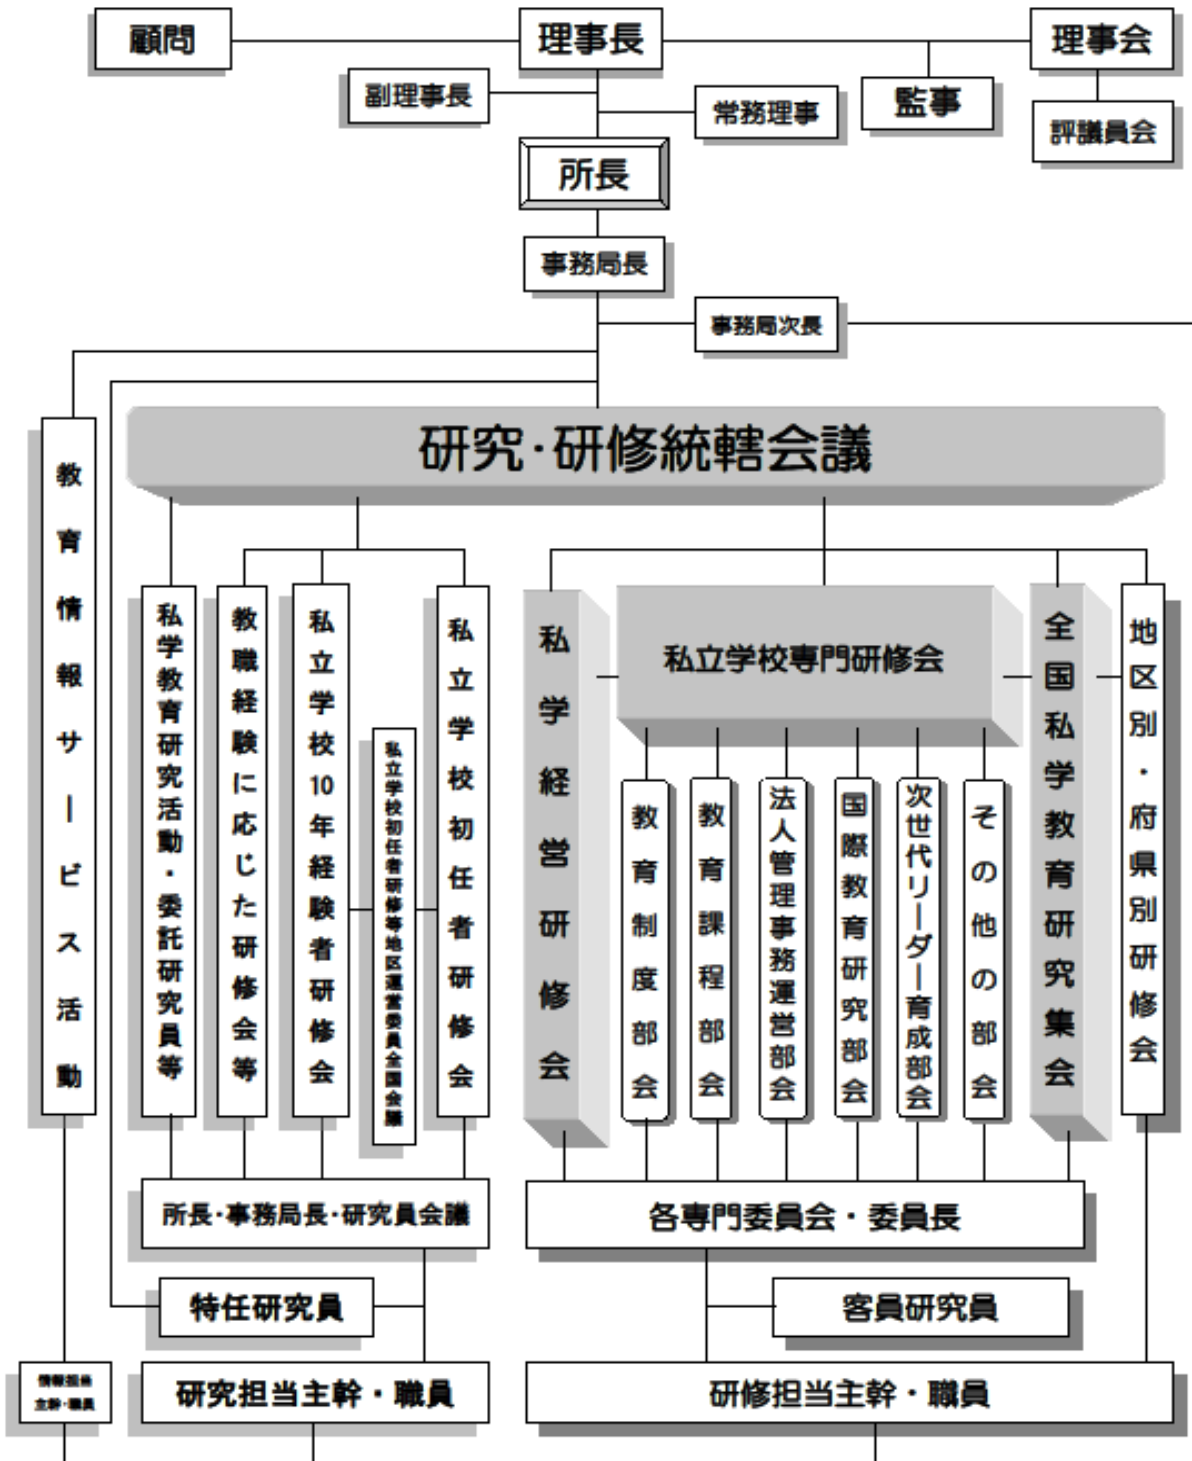 顧問
理事長
理事会
副理事長
常務理事
監事
評議員会
所長
事務局長
事務局次長
研究・研修統轄会議
教育情報サービス活動
私学教育研究活動・委託研究員等
教職経験に応じた研修会等
私立学校10年経験者研修会
私立学校初任者研修等地区運営委員全国会議
私立学校初任者研修会
私学経営研修会
私立学校専門研修会
教育制度部会
教育課程部会
法人管理事務運営部会
国際教育研究部会
次世代リーダー育成部会
その他の部会
全国私学教育研究集会
地区別・府県別研修会
所長・事務局長・研究員会議
各専門委員会・委員長
特任研究員
客員研究員
情報担当
主幹・職員
研究担当主幹・職員
研修担当主幹・職員